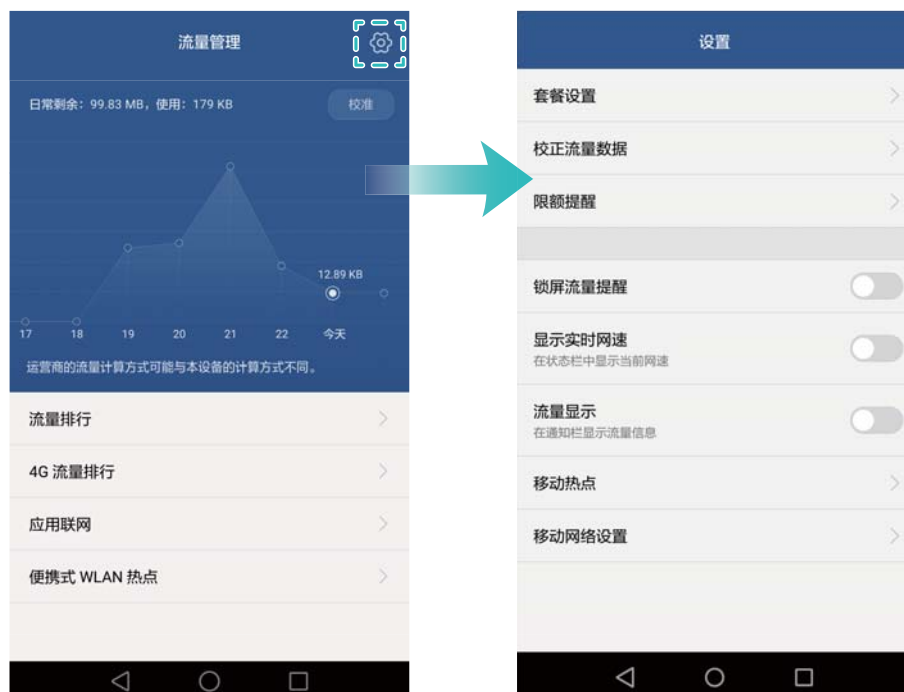 流量管理
日常剩余：99.83 MB，使用：179 KB
校准
12.89 KB
17 18 19 20 21 22 今天
运营商的流量计算方式可能与本设备的计算方式不同。
流量排行
4G 流量排行
应用联网
便携式 WLAN 热点
设置
套餐设置
校正流量数据
限额提醒
锁屏流量提醒
显示实时网速
在状态栏中显示当前网速
流量显示
在通知栏显示流量信息
移动热点
移动网络设置